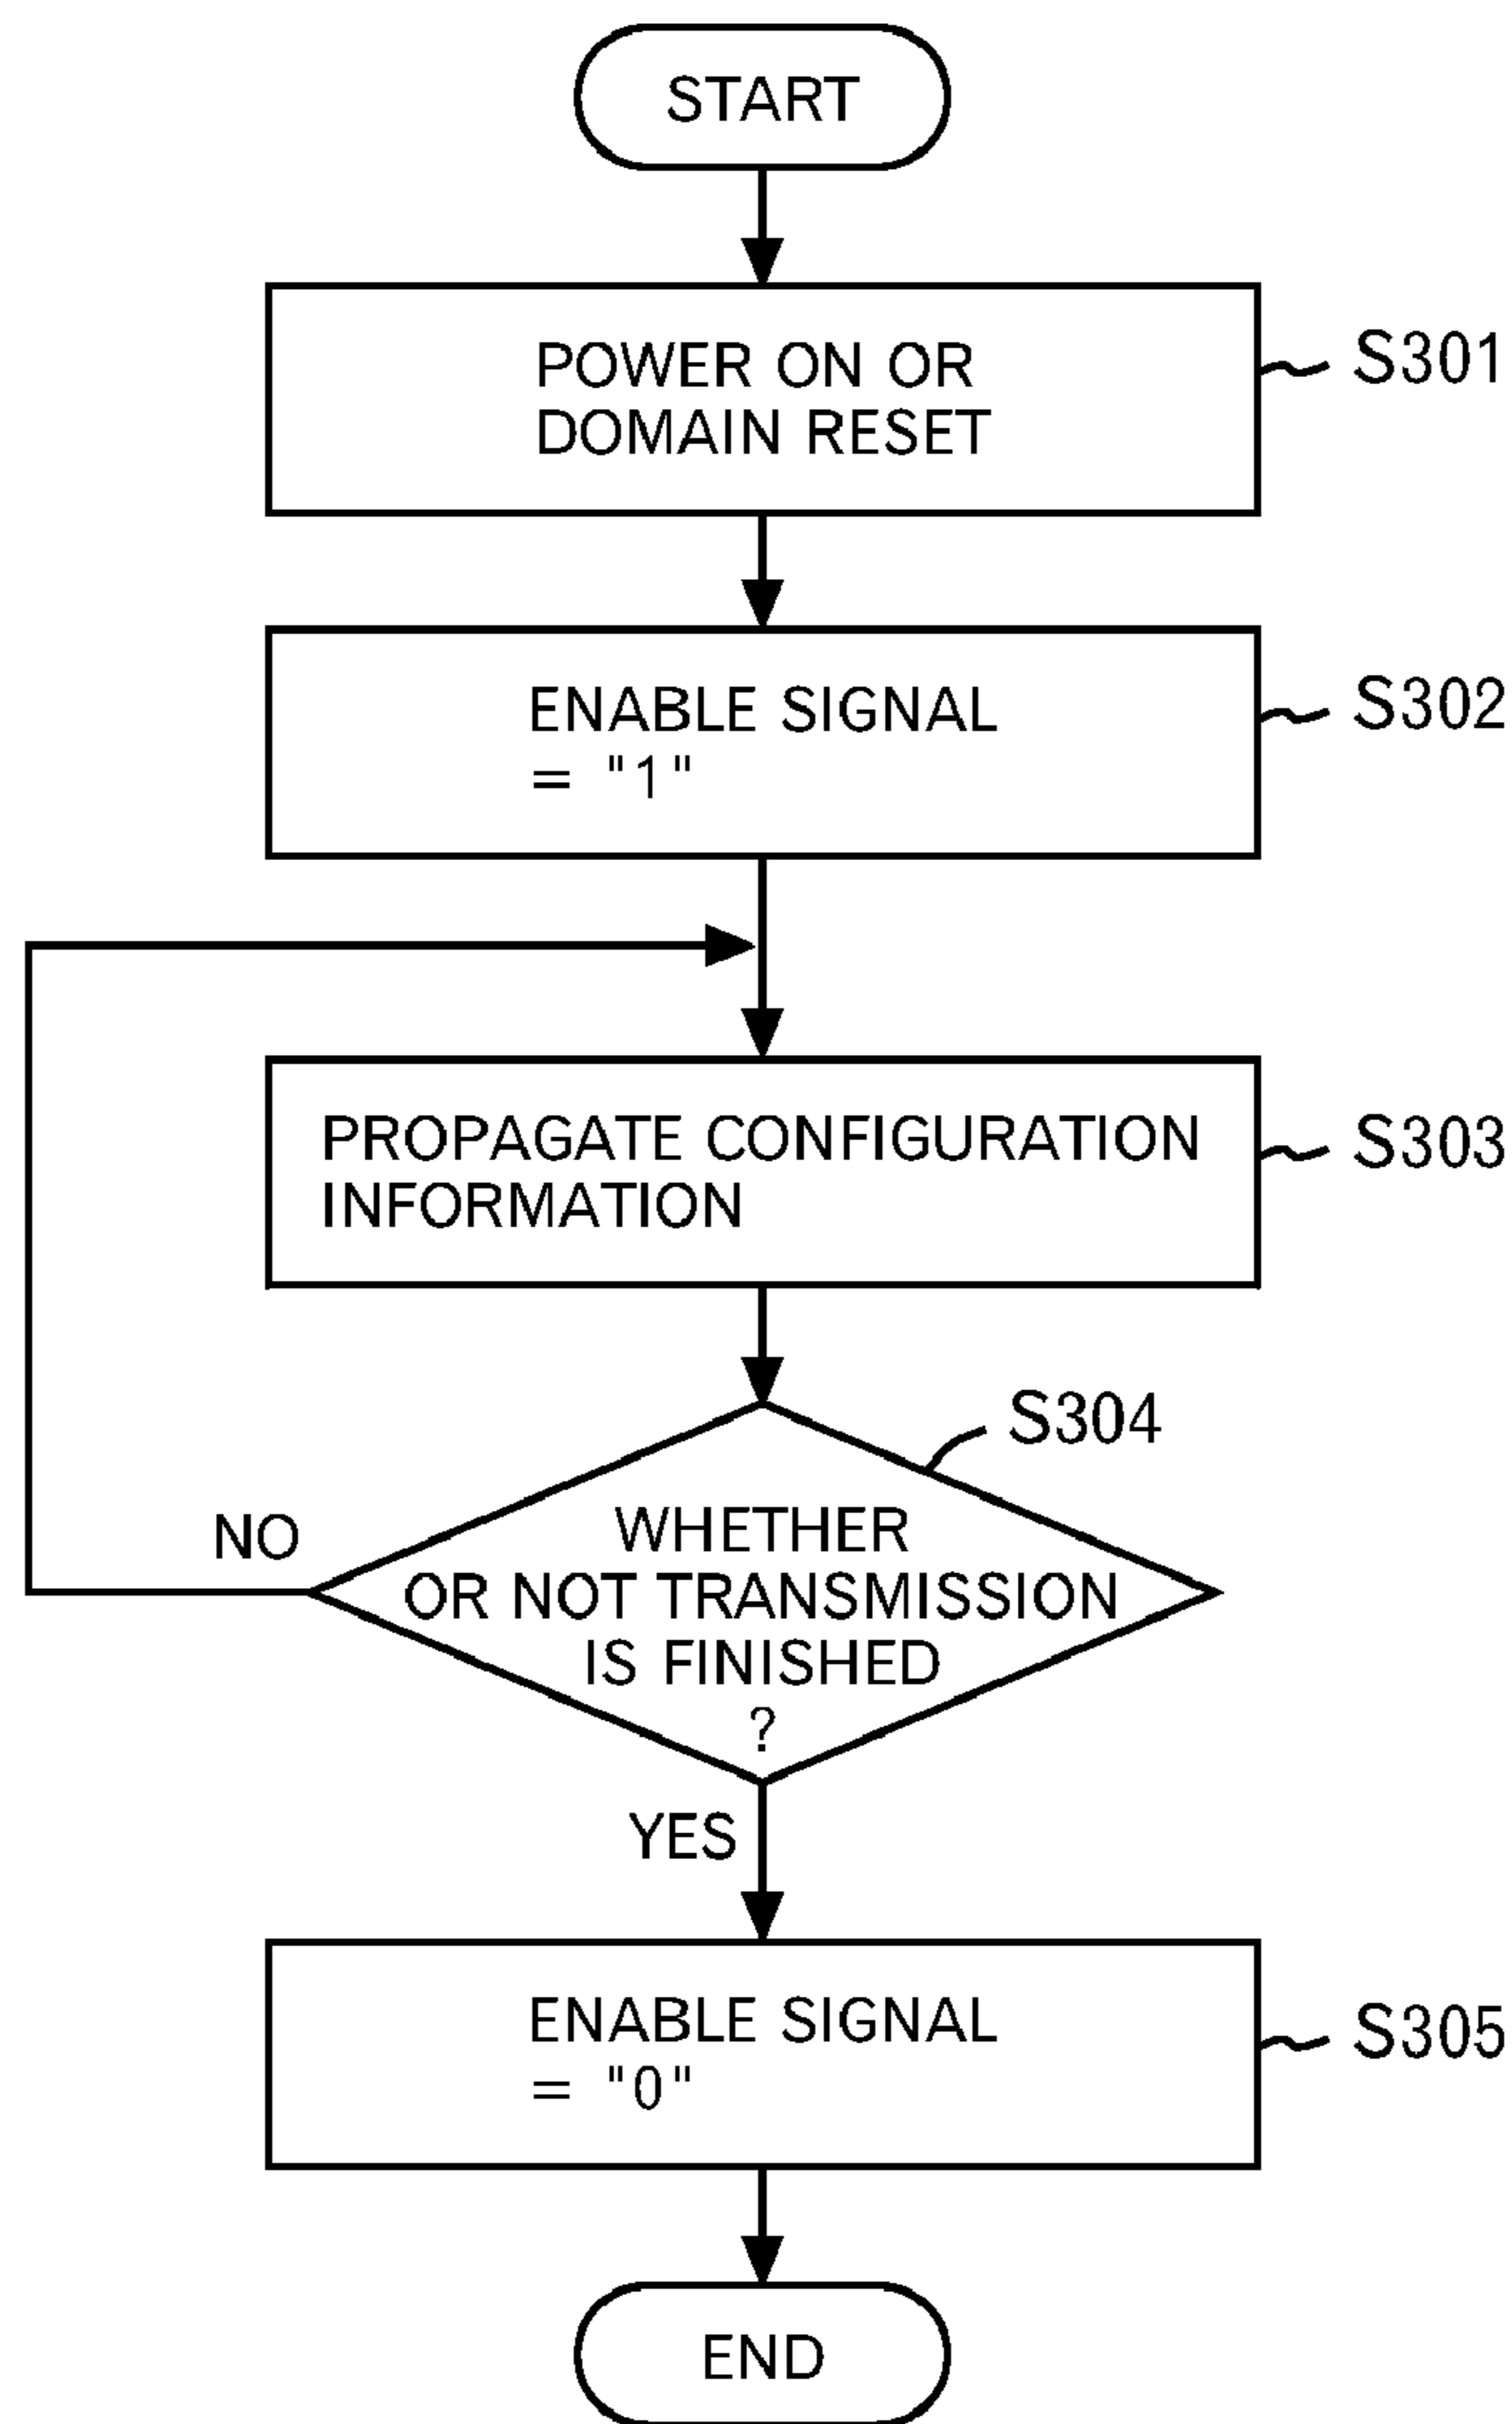 START
POWER ON OR
DOMAIN RESET
S301
ENABLE SIGNAL
= "1"
S302
PROPAGATE CONFIGURATION
INFORMATION
S303
S304
WHETHER
OR NOT TRANSMISSION
IS FINISHED
?
NO
YES
ENABLE SIGNAL
= "0"
S305
END